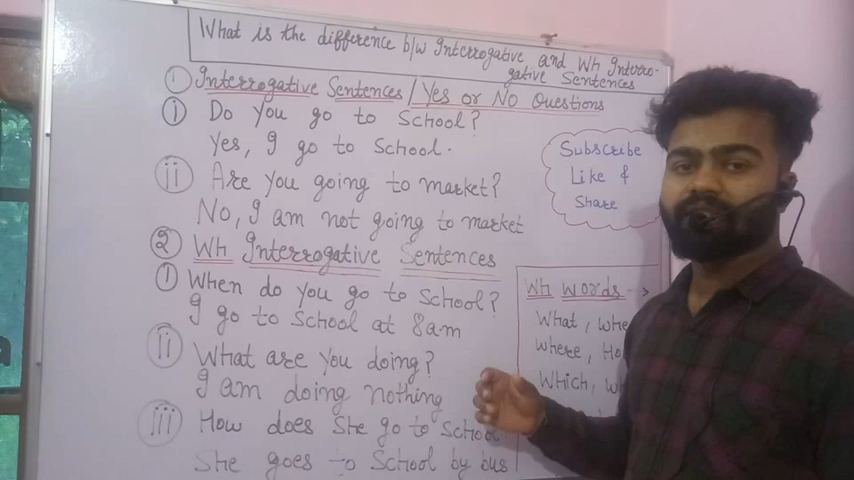 What is the difference b/w Interrogative and Wh Interro-
gative Sentences
① Interrogative Sentences / Yes or No Questions
ⓘ Do you go to School?
Yes, I go to School.
ii Are you going to market?
No, I am not going to market
② Wh Interrogative Sentences
① When do you go to School?
I go to School at 8am
ii What are you doing?
I am doing nothing
iii How does She go to School
She goes to School by bus
Subscribe
Like &
Share
Wh words →
What,
where,
Which,